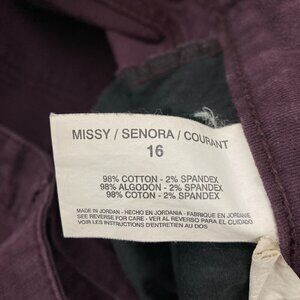 MISSY / SENORA / COURANT
16
98% COTTON - 2% SPANDEX
98% ALGODON - 2% SPANDEX
98% COTON - 2% SPANDEX
MADE IN JORDAN - HECHO EN JORDANIA - FABRIQUE EN JORDANIE
SEE REVERSE FOR CARE - VER AL REVERSO PARA EL CUIDADO
VOIR LES INSTRUCTIONS D'ENTRETIEN AU DOS